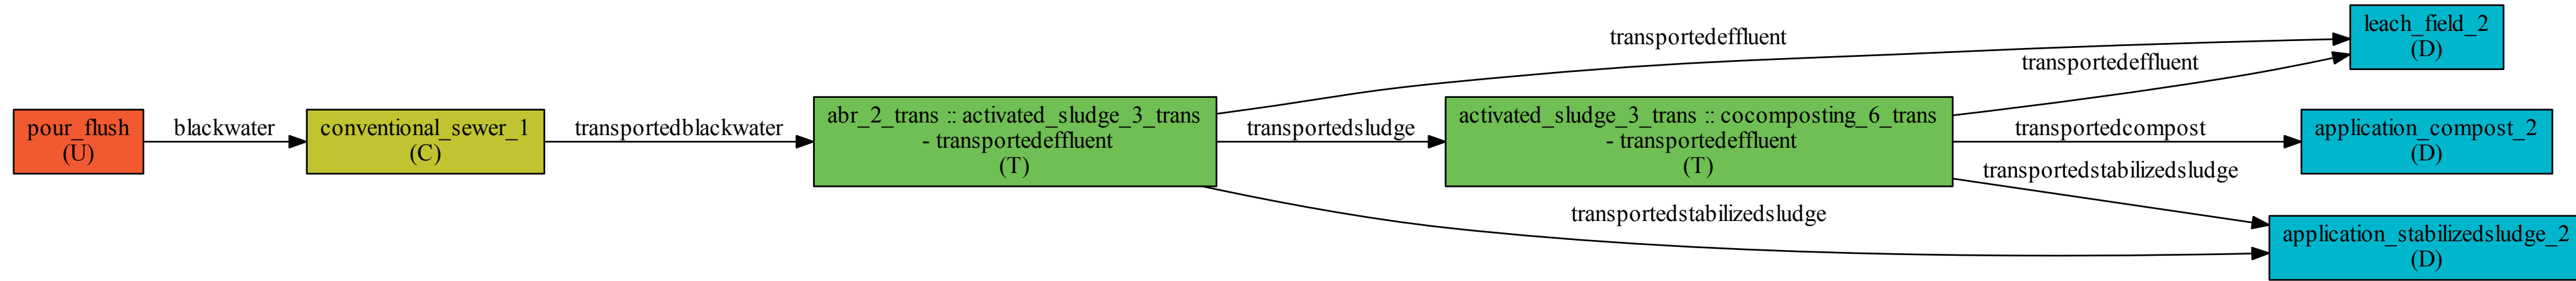 pour_flush
(U)
blackwater
conventional_sewer_1
(C)
transportedblackwater
abr_2_trans :: activated_sludge_3_trans
- transportedeffluent
(T)
transportedeffluent
transportedsludge
transportedstabilizedsludge
activated_sludge_3_trans :: cocomposting_6_trans
- transportedeffluent
(T)
transportedeffluent
transportedcompost
transportedstabilizedsludge
leach_field_2
(D)
application_compost_2
(D)
application_stabilizedsludge_2
(D)